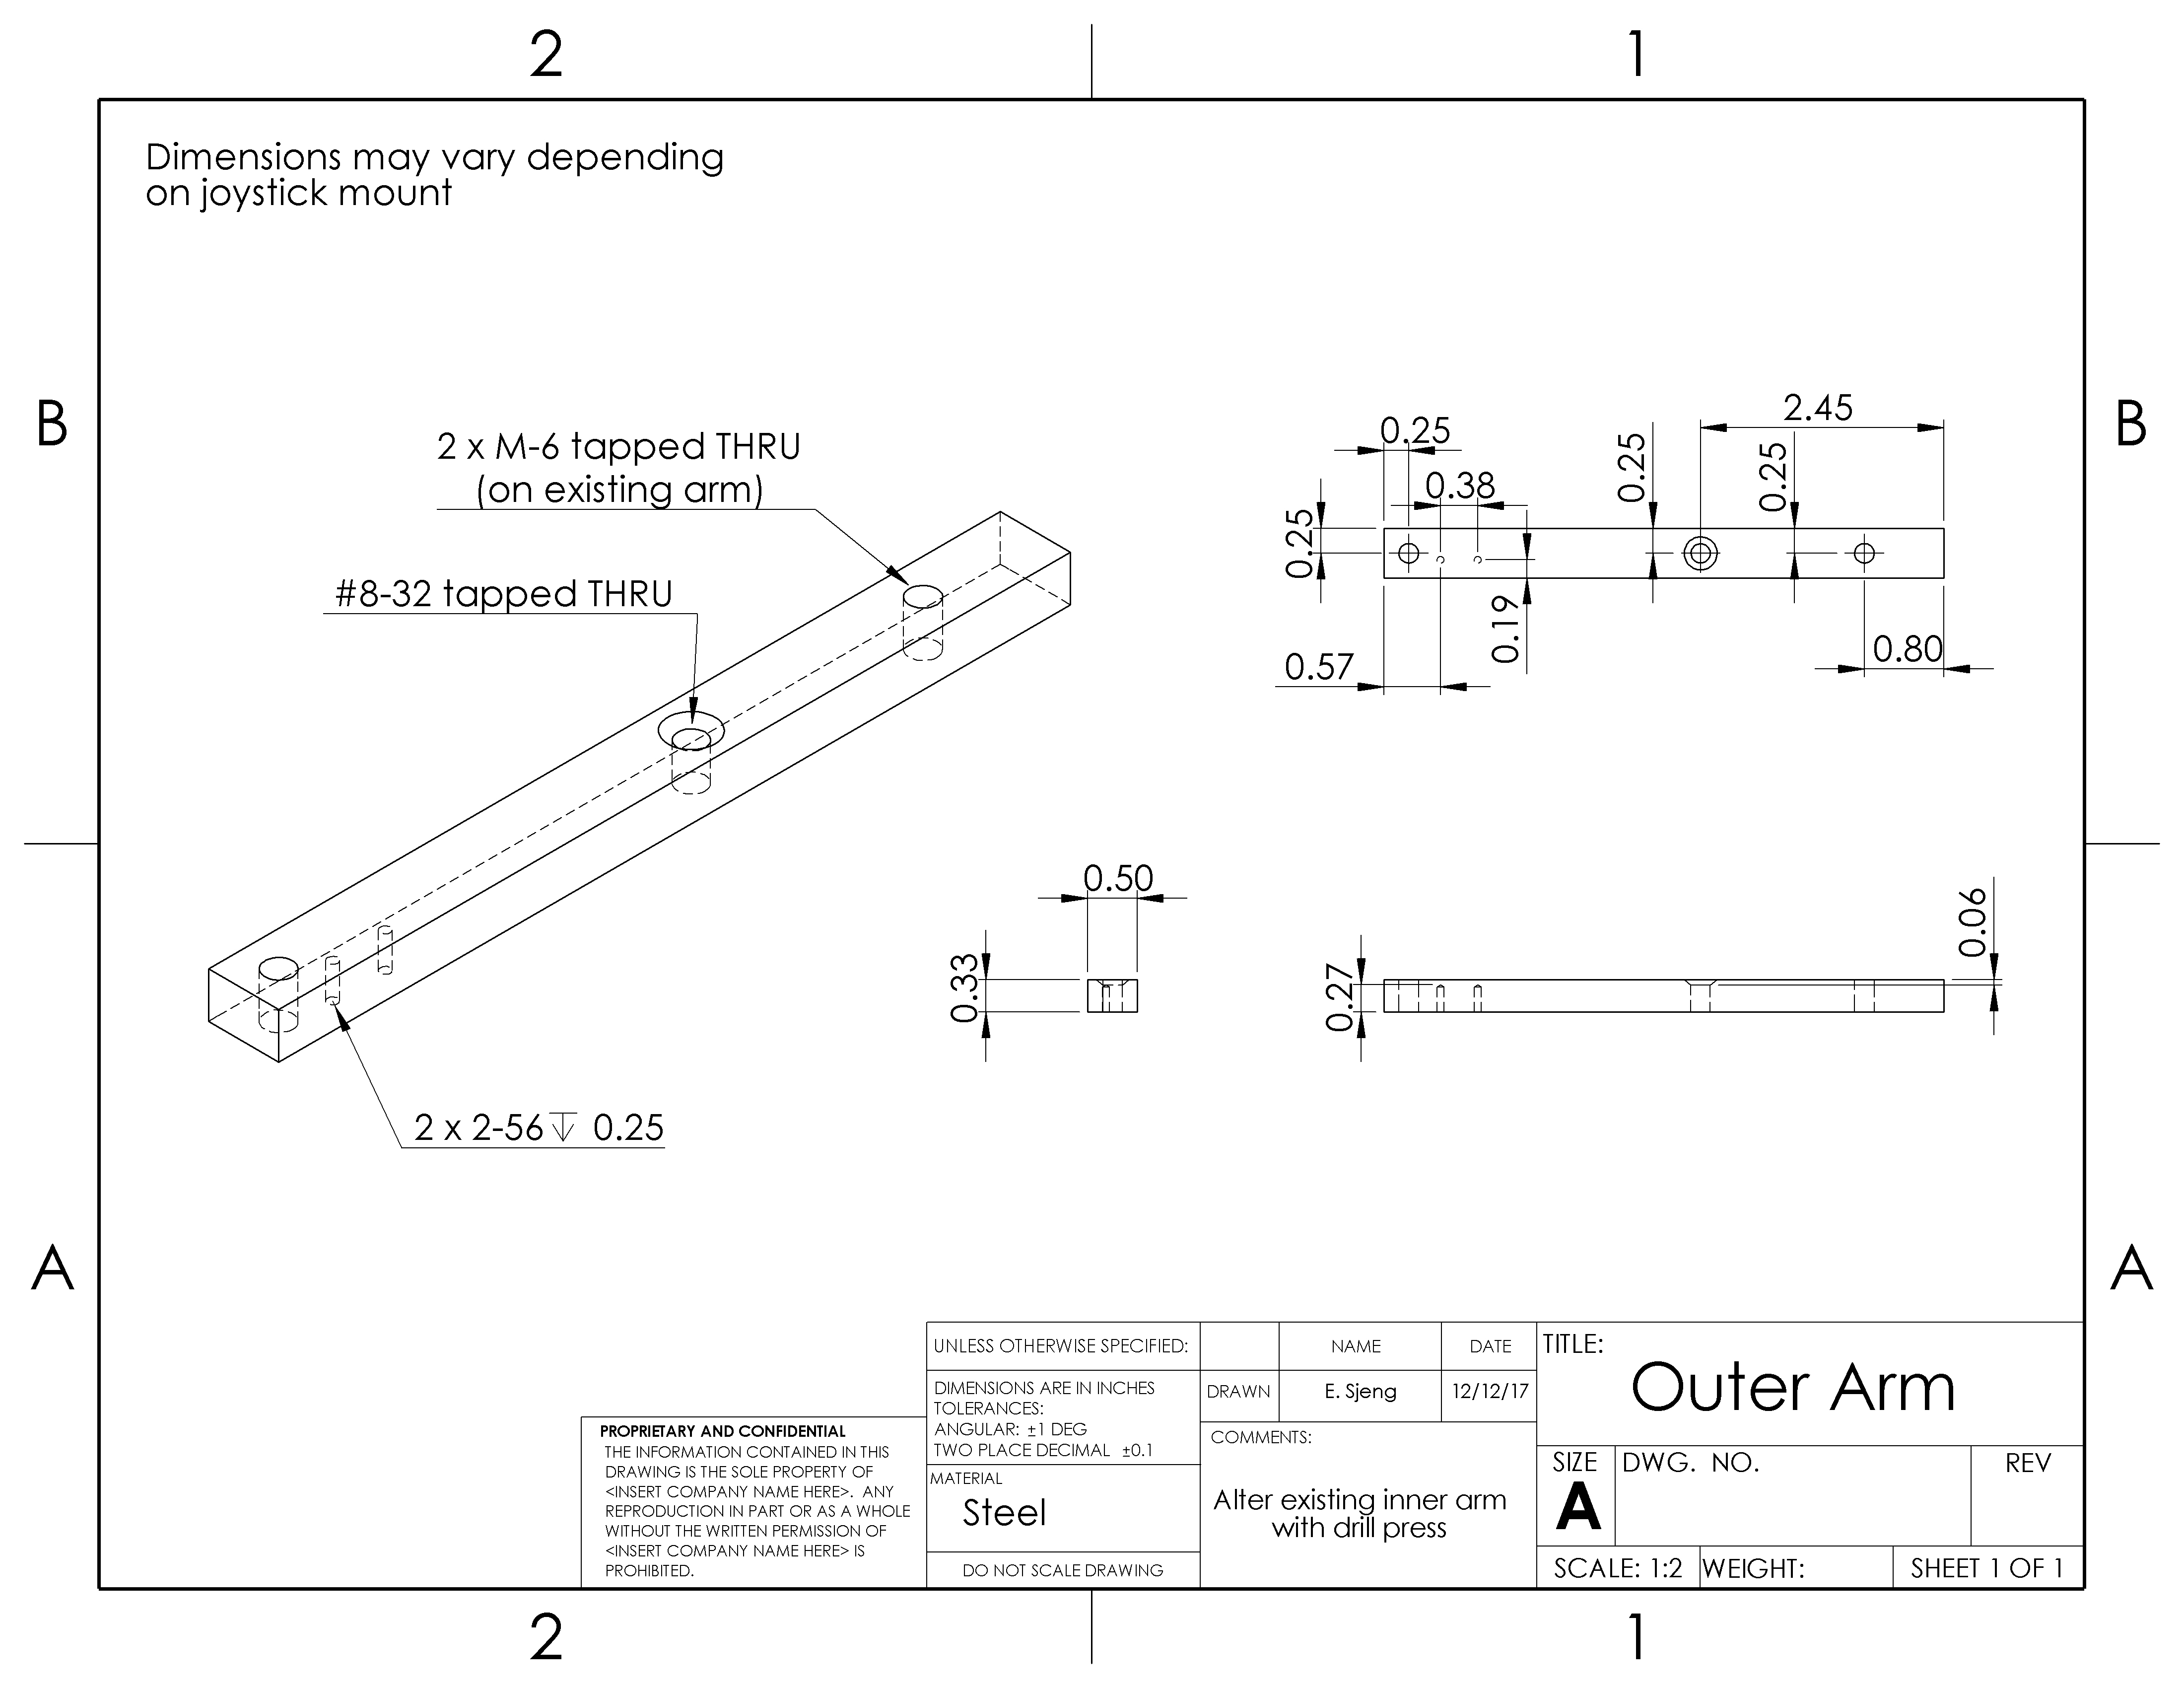 2
1
Dimensions may vary depending
on joystick mount
B
B
2 x M-6 tapped THRU
(on existing arm)
#8-32 tapped THRU
2 x 2-56↧ 0.25
0.25
2.45
0.38
0.25
0.25
0.25
0.19
0.57
0.80
0.50
0.33
0.27
0.06
A
A
UNLESS OTHERWISE SPECIFIED:
DIMENSIONS ARE IN INCHES
TOLERANCES:
ANGULAR: ±1 DEG
TWO PLACE DECIMAL ±0.1
MATERIAL
Steel
DO NOT SCALE DRAWING
NAME
DATE
DRAWN
E. Sjeng
12/12/17
COMMENTS:
Alter existing inner arm
with drill press
TITLE:
Outer Arm
SIZE
A
DWG. NO.
REV
SCALE: 1:2
WEIGHT:
SHEET 1 OF 1
PROPRIETARY AND CONFIDENTIAL
THE INFORMATION CONTAINED IN THIS
DRAWING IS THE SOLE PROPERTY OF
<INSERT COMPANY NAME HERE>. ANY
REPRODUCTION IN PART OR AS A WHOLE
WITHOUT THE WRITTEN PERMISSION OF
<INSERT COMPANY NAME HERE> IS
PROHIBITED.
2
1